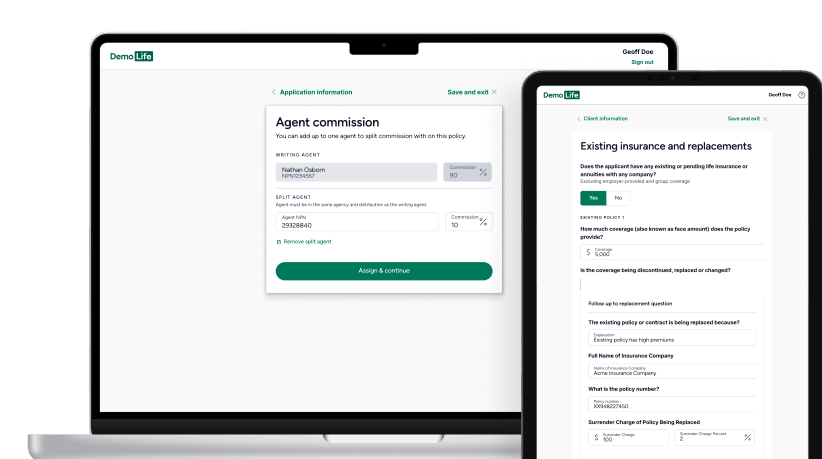 Demo Life
Geoff Doe
Sign out
Application information
Save and exit
Agent commission
You can add up to one agent to split commission with on this policy.
WRITING AGENT
Nathan Osborn
NPN1234567
Commission
90 %
SPLIT AGENT
Agent must be in the same agency and distribution as the writing agent.
Agent NPN
29328840
Commission
10 %
Remove split agent
Assign & continue
Demo Life
Geoff Doe
?
Client information
Save and exit
Existing insurance and replacements
Does the applicant have any existing or pending life insurance or
annuities with any company?
Excluding employer-provided and group coverage
Yes No
EXISTING POLICY 1
How much coverage (also known as face amount) does the policy
provide?
Coverage
$ 5,000
Is the coverage being discontinued, replaced or changed?
Follow up to replacement question
The existing policy or contract is being replaced because?
Explanation
Existing policy has high premiums
Full Name of Insurance Company
Name of Insurance Company
Acme Insurance Company
What is the policy number?
Policy number
XX948227450
Surrender Charge of Policy Being Replaced
Surrender Charge
$ 100
Surrender Charge Percent
2 %